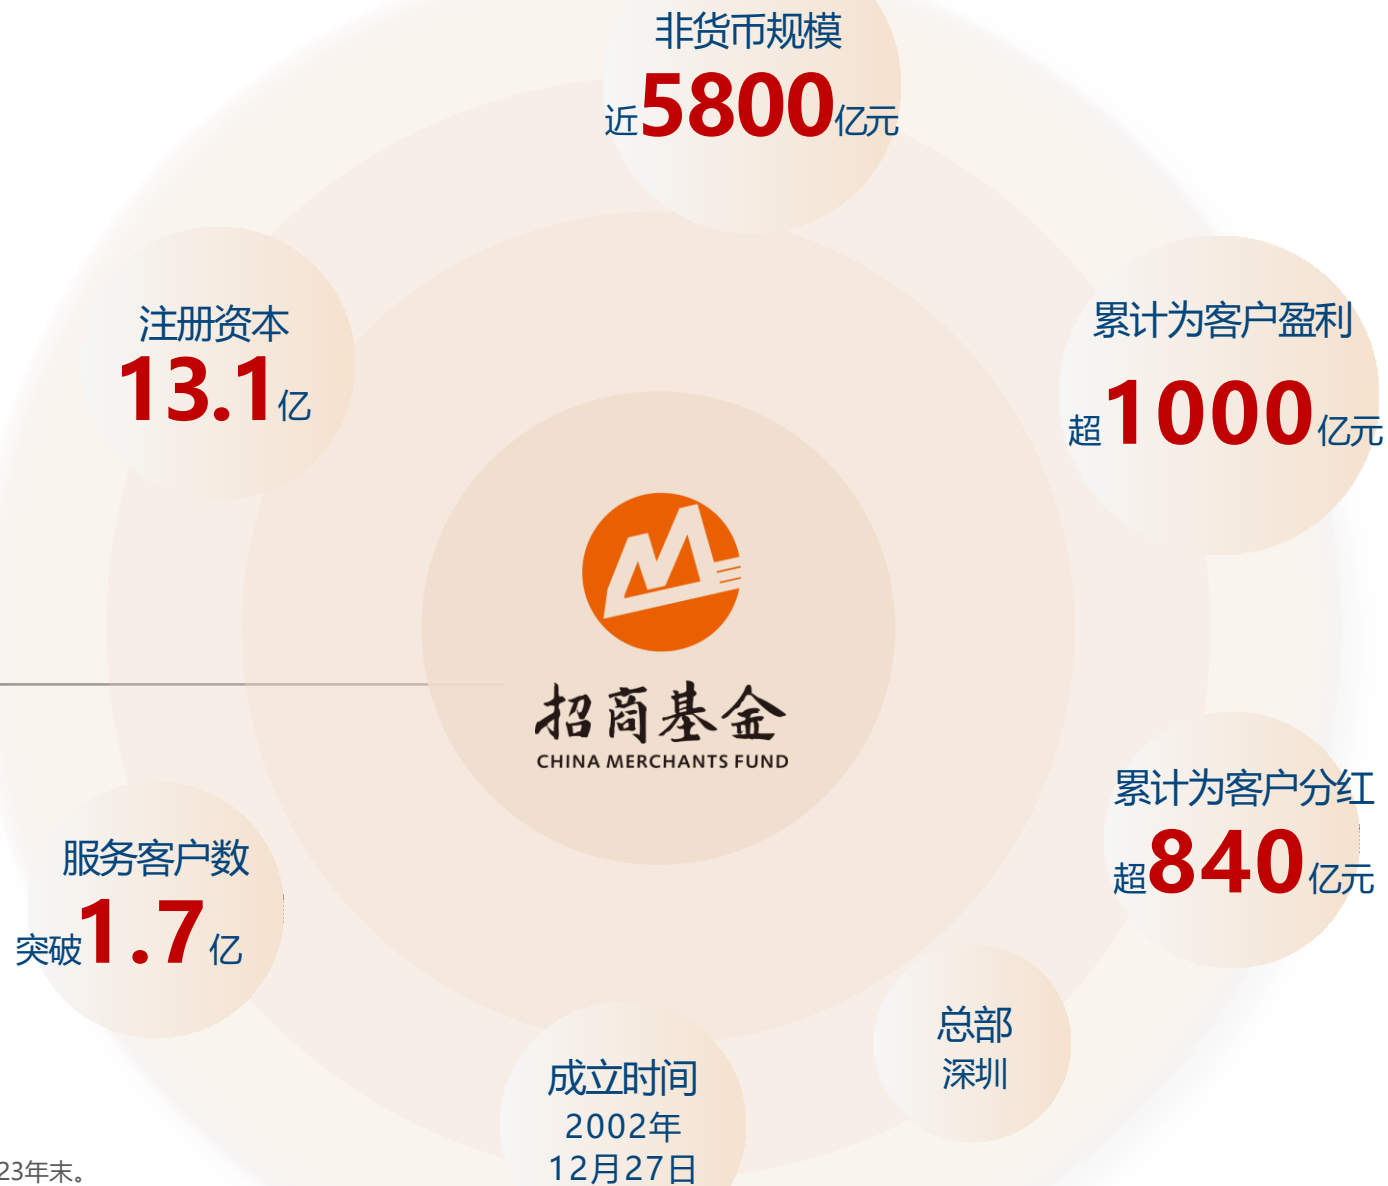 非货币规模
近5800亿元
注册资本
13.1亿
累计为客户盈利
超1000亿元
招商基金
CHINA MERCHANTS FUND
累计为客户分红
超840亿元
服务客户数
突破1.7亿
总部
深圳
成立时间
2002年
12月27日
23年末。